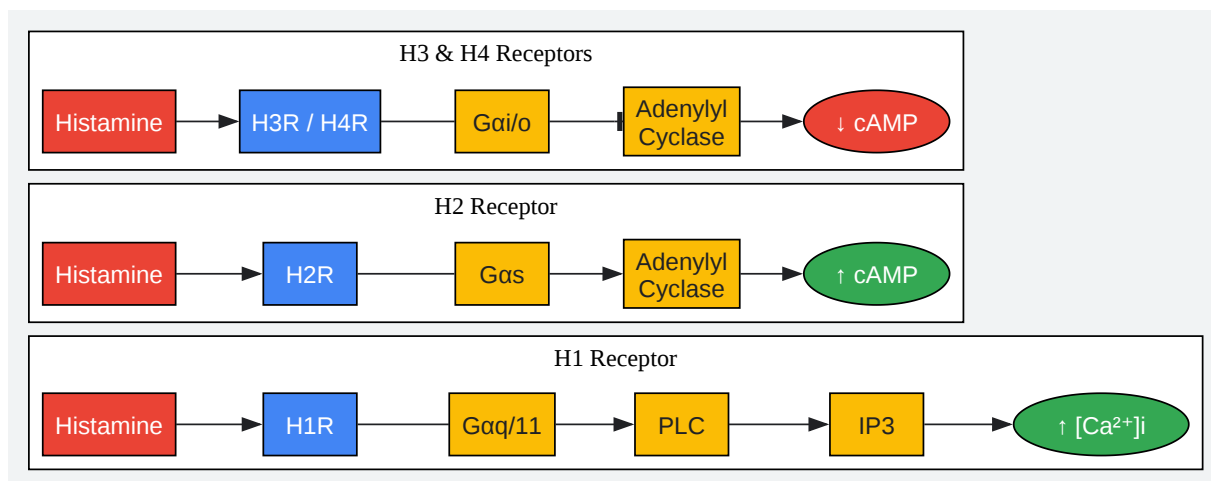 H3 & H4 Receptors
Histamine
H3R / H4R
Gαi/o
Adenylyl
Cyclase
↓ cAMP
H2 Receptor
Histamine
H2R
Gαs
Adenylyl
Cyclase
↑ cAMP
H1 Receptor
Histamine
H1R
Gαq/11
PLC
IP3
↑ [Ca²⁺]i